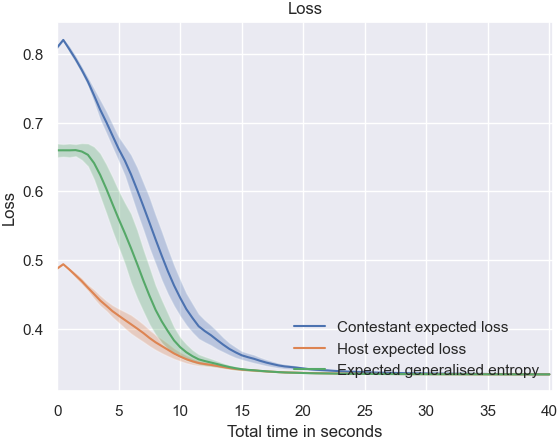 Loss
0.8
0.7
0.6
0.5
0.4
Loss
Contestant expected loss
Host expected loss
Expected generalised entropy
0 5 10 15 20 25 30 35 40
Total time in seconds